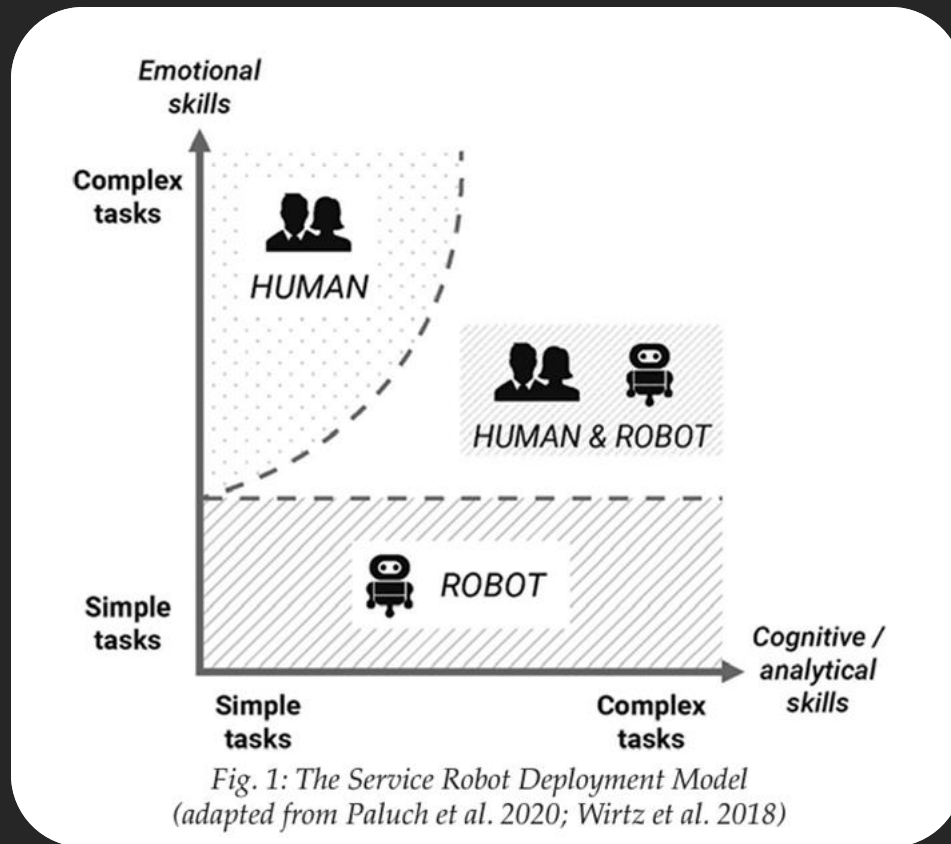 Emotional
skills
Complex
tasks
HUMAN
HUMAN & ROBOT
ROBOT
Simple
tasks
Cognitive /
analytical
skills
Simple
tasks
Complex
tasks
Fig. 1: The Service Robot Deployment Model
(adapted from Paluch et al. 2020; Wirtz et al. 2018)